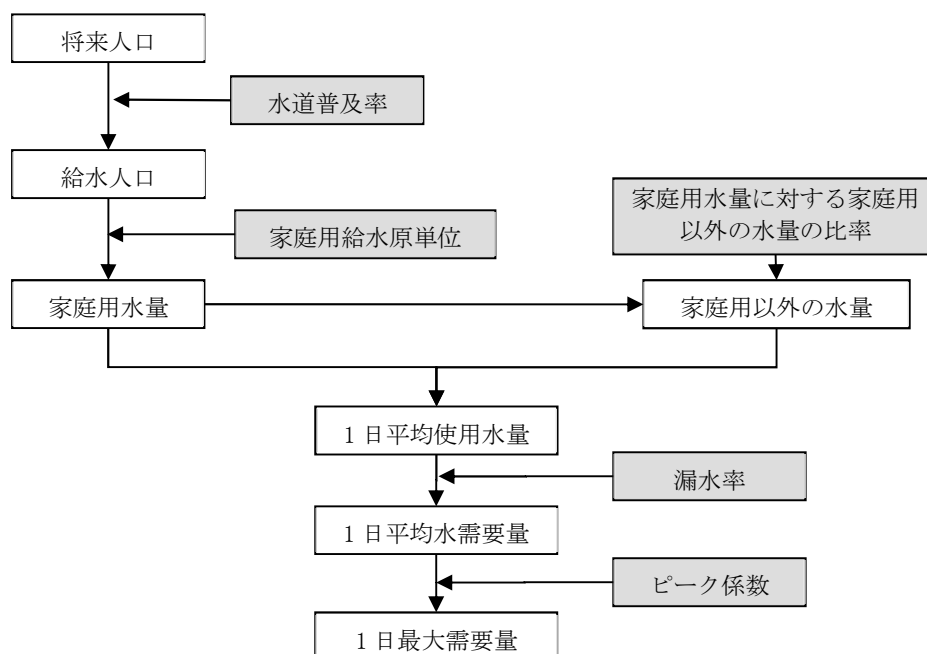 将来人口
水道普及率
給水人口
家庭用水量に対する家庭用
以外の水量の比率
家庭用給水原単位
家庭用水量
家庭用以外の水量
1日平均使用水量
漏水率
1日平均水需要量
ピーク係数
1日最大需要量